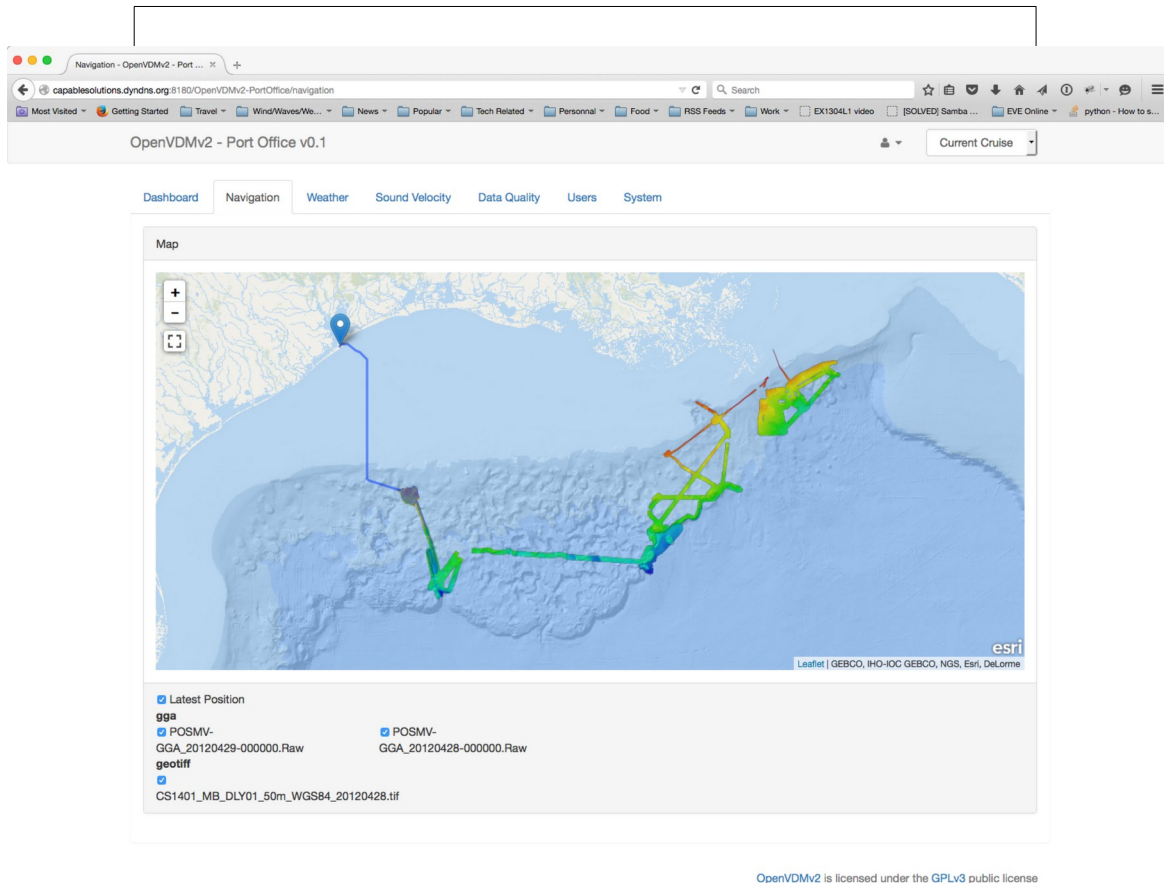 Navigation - OpenVDMv2 - Port ... × +
capablesolutions.dyndns.org:8180/OpenVDMv2-PortOffice/navigation Search
Most Visited Getting Started Travel Wind/Waves/We... News Popular Tech Related Personnal Food RSS Feeds Work EX1304L1 video [SOLVED] Samba ... EVE Online python - How to s...
OpenVDMv2 - Port Office v0.1 Current Cruise
Dashboard Navigation Weather Sound Velocity Data Quality Users System
Map
+
-
esri
Leaflet | GEBCO, IHO-IOC GEBCO, NGS, Esri, DeLorme
Latest Position
gga
POSMV- POSMV-
GGA_20120429-000000.Raw GGA_20120428-000000.Raw
geotiff
CS1401_MB_DLY01_50m_WGS84_20120428.tif
OpenVDMv2 is licensed under the GPLv3 public license